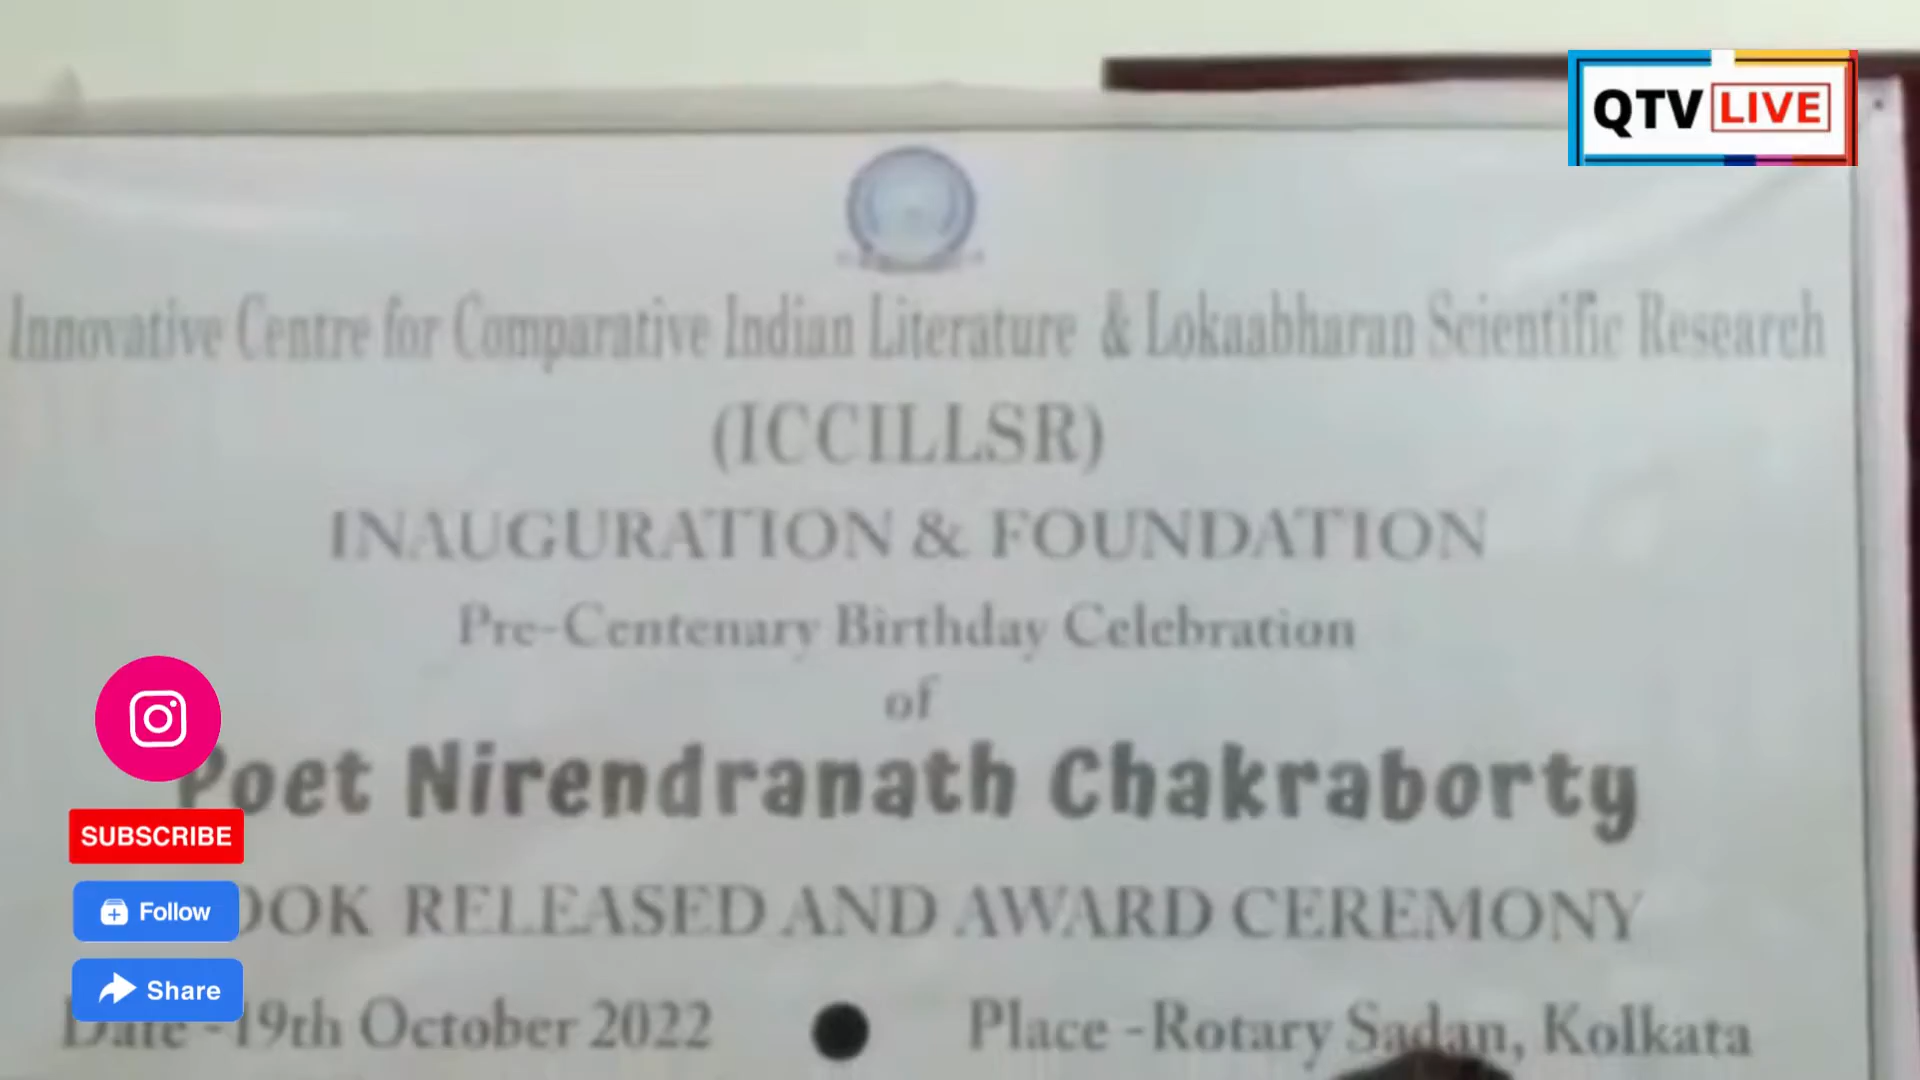 QTV LIVE
Innovative Centre for Comparative Indian Literature & Lokaabharan Scientific Research
(ICCILLSR)
INAUGURATION & FOUNDATION
Pre-Centenary Birthday Celebration
of
Poet Nirendranath Chakraborty
SUBSCRIBE
OOK RELEASED AND AWARD CEREMONY
Follow
Share
Date -19th October 2022 ● Place -Rotary Sadan, Kolkata